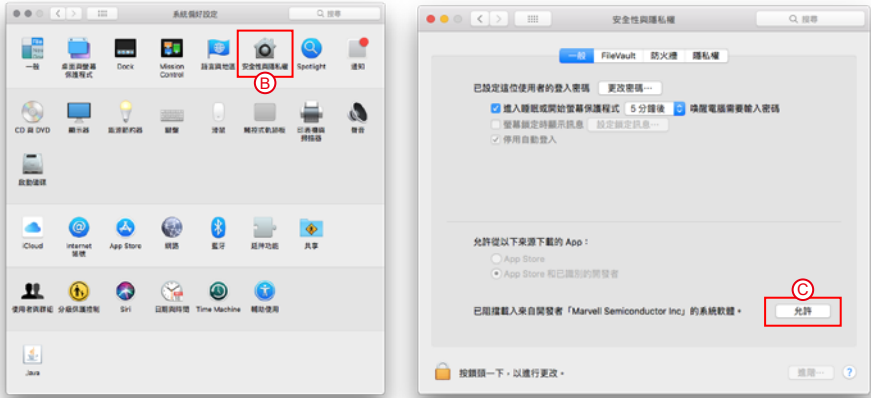 系統偏好設定
搜尋
一般
桌面與螢幕保護程式
Dock
Mission Control
語言與地區
安全性與隱私權
Spotlight
通知
B
CD 與 DVD
顯示器
能源節約器
鍵盤
滑鼠
觸控式軌跡板
印表機與掃描器
聲音
啟動磁碟
iCloud
Internet 帳號
App Store
網路
藍牙
延伸功能
共享
使用者與群組
分級保護控制
Siri
日期與時間
Time Machine
輔助使用
Java
安全性與隱私權
搜尋
一般
FileVault
防火牆
隱私權
已設定這位使用者的登入密碼
更改密碼⋯
進入睡眠或開始螢幕保護程式 5 分鐘後 喚醒電腦需要輸入密碼
螢幕鎖定時顯示訊息 設定鎖定訊息⋯
停用自動登入
允許從以下來源下載的 App：
App Store
App Store 和已識別的開發者
C
已阻擋載入來自開發者「Marvell Semiconductor Inc」的系統軟體。
允許
按鎖頭一下，以進行更改。
進階⋯
?